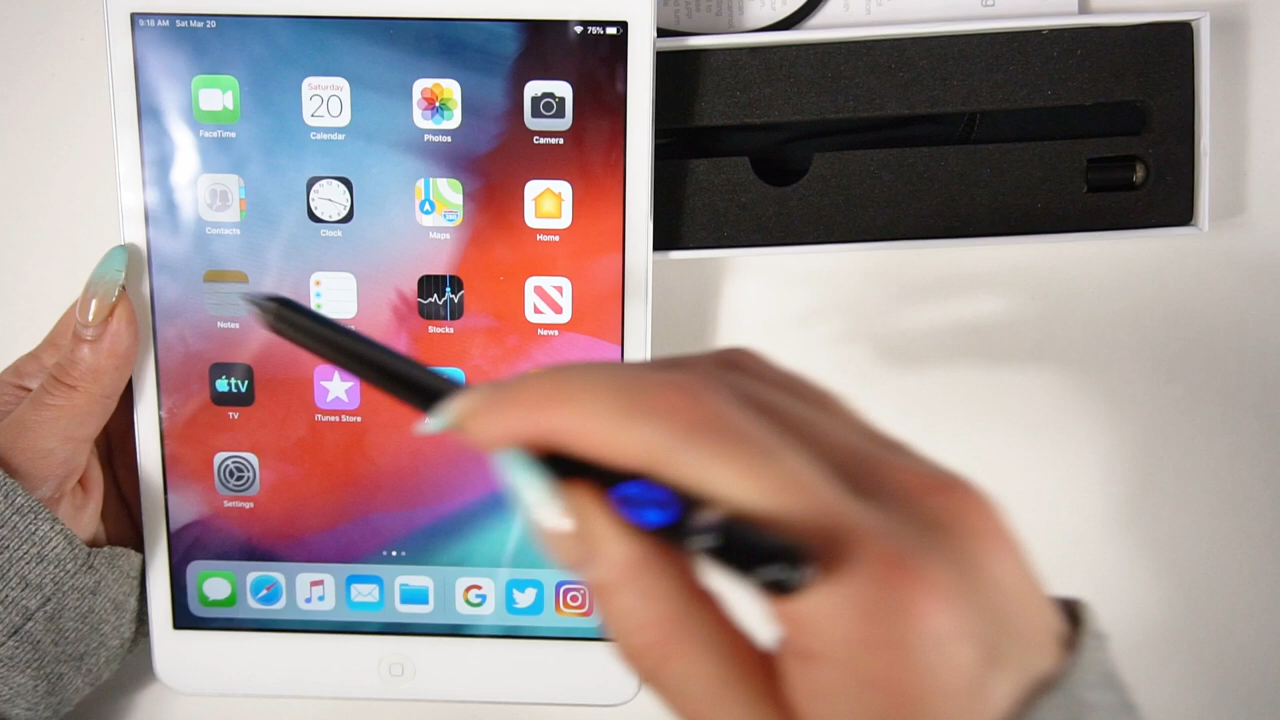 9:18 AM Sat Mar 20
75%
FaceTime
Saturday
20
Calendar
Photos
Camera
Contacts
Clock
Maps
Home
Notes
Stocks
News
tv
TV
iTunes Store
Settings
G